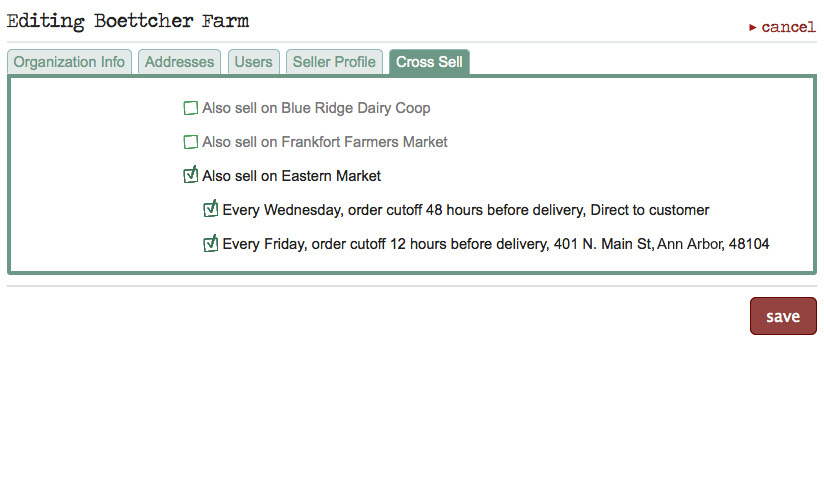 Editing Boettcher Farm
▸ cancel
Organization Info Addresses Users Seller Profile Cross Sell
Also sell on Blue Ridge Dairy Coop
Also sell on Frankfort Farmers Market
Also sell on Eastern Market
Every Wednesday, order cutoff 48 hours before delivery, Direct to customer
Every Friday, order cutoff 12 hours before delivery, 401 N. Main St, Ann Arbor, 48104
save